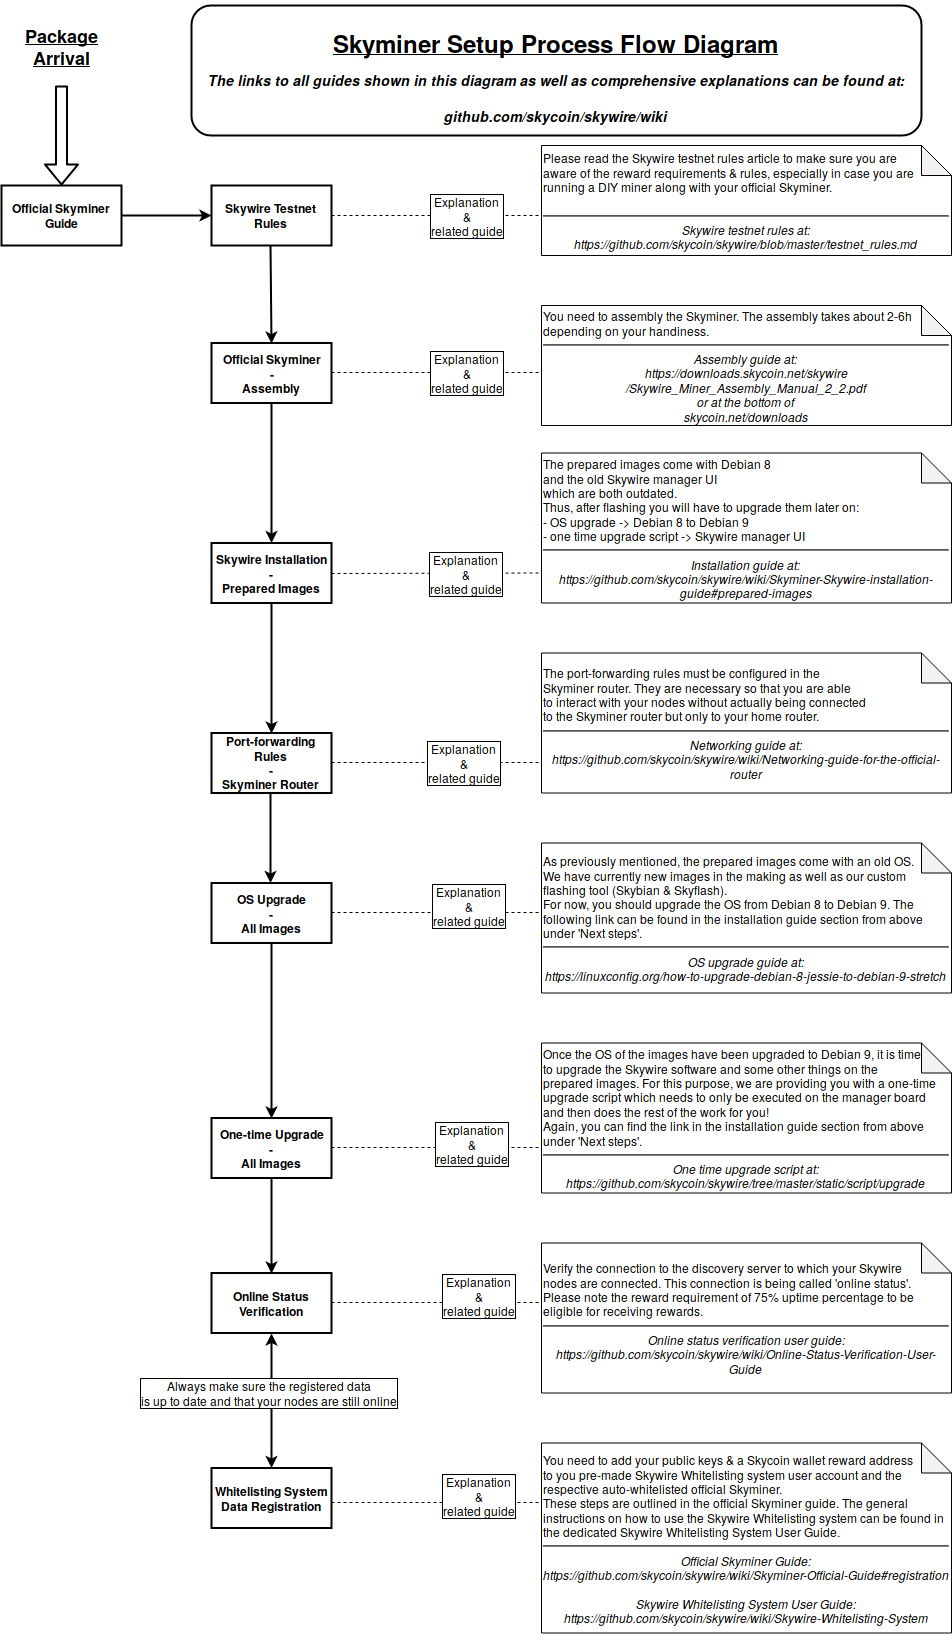 Package
Arrival
Skyminer Setup Process Flow Diagram
The links to all guides shown in this diagram as well as comprehensive explanations can be found at:
github.com/skycoin/skywire/wiki
Official Skyminer
Guide
Skywire Testnet
Rules
Explanation
&
related guide
Please read the Skywire testnet rules article to make sure you are
aware of the reward requirements & rules, especially in case you are
running a DIY miner along with your official Skyminer.
Skywire testnet rules at:
https://github.com/skycoin/skywire/blob/master/testnet_rules.md
Official Skyminer
-
Assembly
Explanation
&
related guide
You need to assembly the Skyminer. The assembly takes about 2-6h
depending on your handiness.
Assembly guide at:
https://downloads.skycoin.net/skywire
/Skywire_Miner_Assembly_Manual_2_2.pdf
or at the bottom of
skycoin.net/downloads
Skywire Installation
-
Prepared Images
Explanation
&
related guide
The prepared images come with Debian 8
and the old Skywire manager UI
which are both outdated.
Thus, after flashing you will have to upgrade them later on:
- OS upgrade -> Debian 8 to Debian 9
- one time upgrade script -> Skywire manager UI
Installation guide at:
https://github.com/skycoin/skywire/wiki/Skyminer-Skywire-installation-
guide#prepared-images
Port-forwarding
Rules
-
Skyminer Router
Explanation
&
related guide
The port-forwarding rules must be configured in the
Skyminer router. They are necessary so that you are able
to interact with your nodes without actually being connected
to the Skyminer router but only to your home router.
Networking guide at:
https://github.com/skycoin/skywire/wiki/Networking-guide-for-the-official-
router
OS Upgrade
-
All Images
Explanation
&
related guide
As previously mentioned, the prepared images come with an old OS.
We have currently new images in the making as well as our custom
flashing tool (Skybian & Skyflash).
For now, you should upgrade the OS from Debian 8 to Debian 9. The
following link can be found in the installation guide section from above
under 'Next steps'.
OS upgrade guide at:
https://linuxconfig.org/how-to-upgrade-debian-8-jessie-to-debian-9-stretch
One-time Upgrade
-
All Images
Explanation
&
related guide
Once the OS of the images have been upgraded to Debian 9, it is time
to upgrade the Skywire software and some other things on the
prepared images. For this purpose, we are providing you with a one-time
upgrade script which needs to only be executed on the manager board
and then does the rest of the work for you!
Again, you can find the link in the installation guide section from above
under 'Next steps'.
One time upgrade script at:
https://github.com/skycoin/skywire/tree/master/static/script/upgrade
Online Status
Verification
Explanation
&
related guide
Verify the connection to the discovery server to which your Skywire
nodes are connected. This connection is being called 'online status'.
Please note the reward requirement of 75% uptime percentage to be
eligible for receiving rewards.
Online status verification user guide:
https://github.com/skycoin/skywire/wiki/Online-Status-Verification-User-
Guide
Always make sure the registered data
is up to date and that your nodes are still online
Whitelisting System
Data Registration
Explanation
&
related guide
You need to add your public keys & a Skycoin wallet reward address
to you pre-made Skywire Whitelisting system user account and the
respective auto-whitelisted official Skyminer.
These steps are outlined in the official Skyminer guide. The general
instructions on how to use the Skywire Whitelisting system can be found in
the dedicated Skywire Whitelisting System User Guide.
Official Skyminer Guide:
https://github.com/skycoin/skywire/wiki/Skyminer-Official-Guide#registration
Skywire Whitelisting System User Guide:
https://github.com/skycoin/skywire/wiki/Skywire-Whitelisting-System